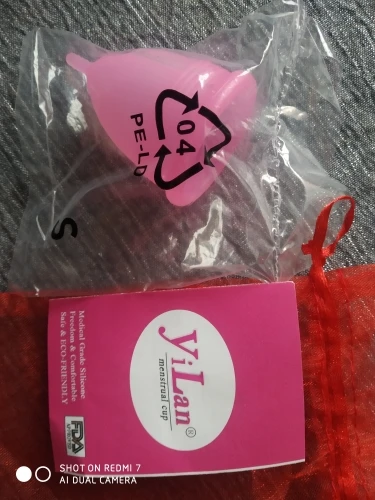 04
PE-LD
S
YiLan®
menstrual cup
Medical Grade Silicone
Freedom & Comfortable
Safe & ECO-FRIENDLY
FDA
SHOT ON REDMI 7
AI DUAL CAMERA